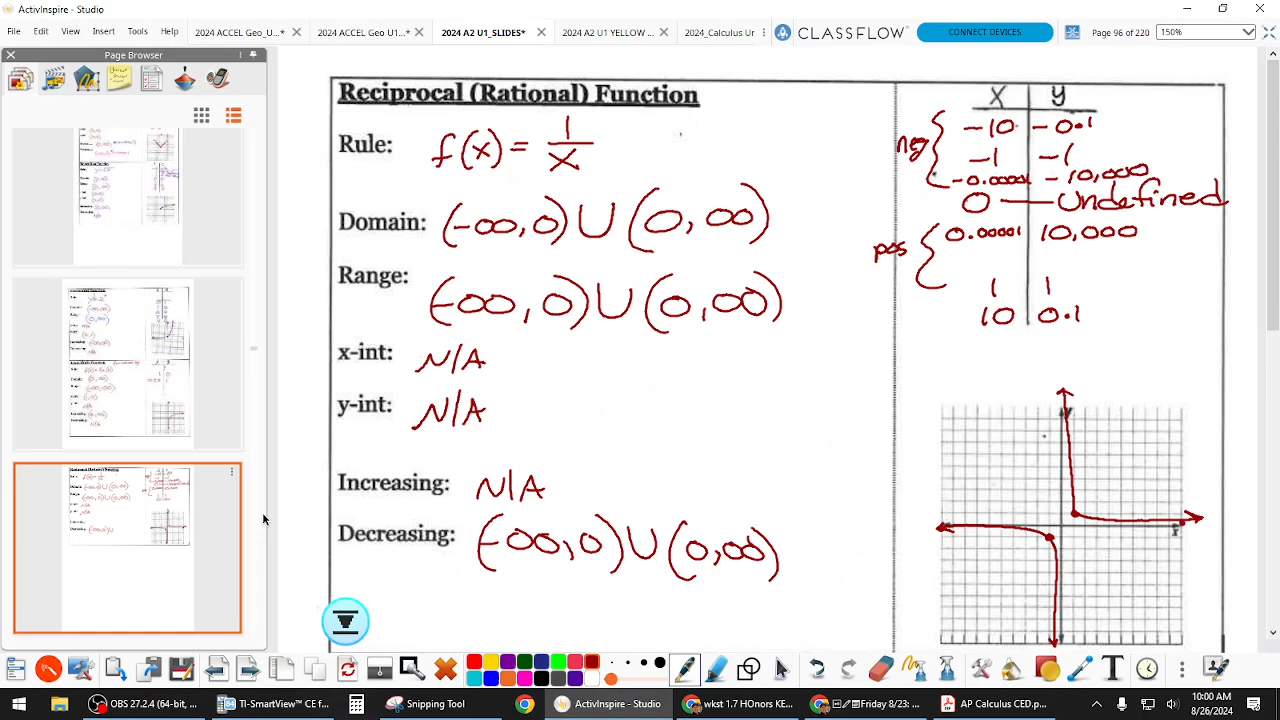 ActivInspire
File Edit View Insert Tools Help
2024 ACCEL Geo_U...*
2024 ACCEL Geo U1...*
2024 A2 U1_SLIDES*
2024 A2 U1 YELLOW ...
2024_Calculus Ur
CLASSFLOW
CONNECT DEVICES
Page 96 of 220
150%
Page Browser
Reciprocal (Rational) Function
Rule: f(x) = 1/x
Domain: (-∞,0)∪(0,∞)
Range: (-∞,0)∪(0,∞)
x-int: N/A
y-int: N/A
Increasing: N/A
Decreasing: (-∞,0)∪(0,∞)
X Y
neg
-10 -0.1
-1 -1
-0.00001 -10,000
0 — Undefined
pos
0.00001 10,000
1 1
10 0.1
y
x
OBS 27.2.4 (64-bit, ...
TI-SmartView™ CE f...
Snipping Tool
ActivInspire - Studio
wkst 1.7 HOnors KE...
Friday 8/23; ...
AP Calculus CED.p...
10:00 AM
8/26/2024